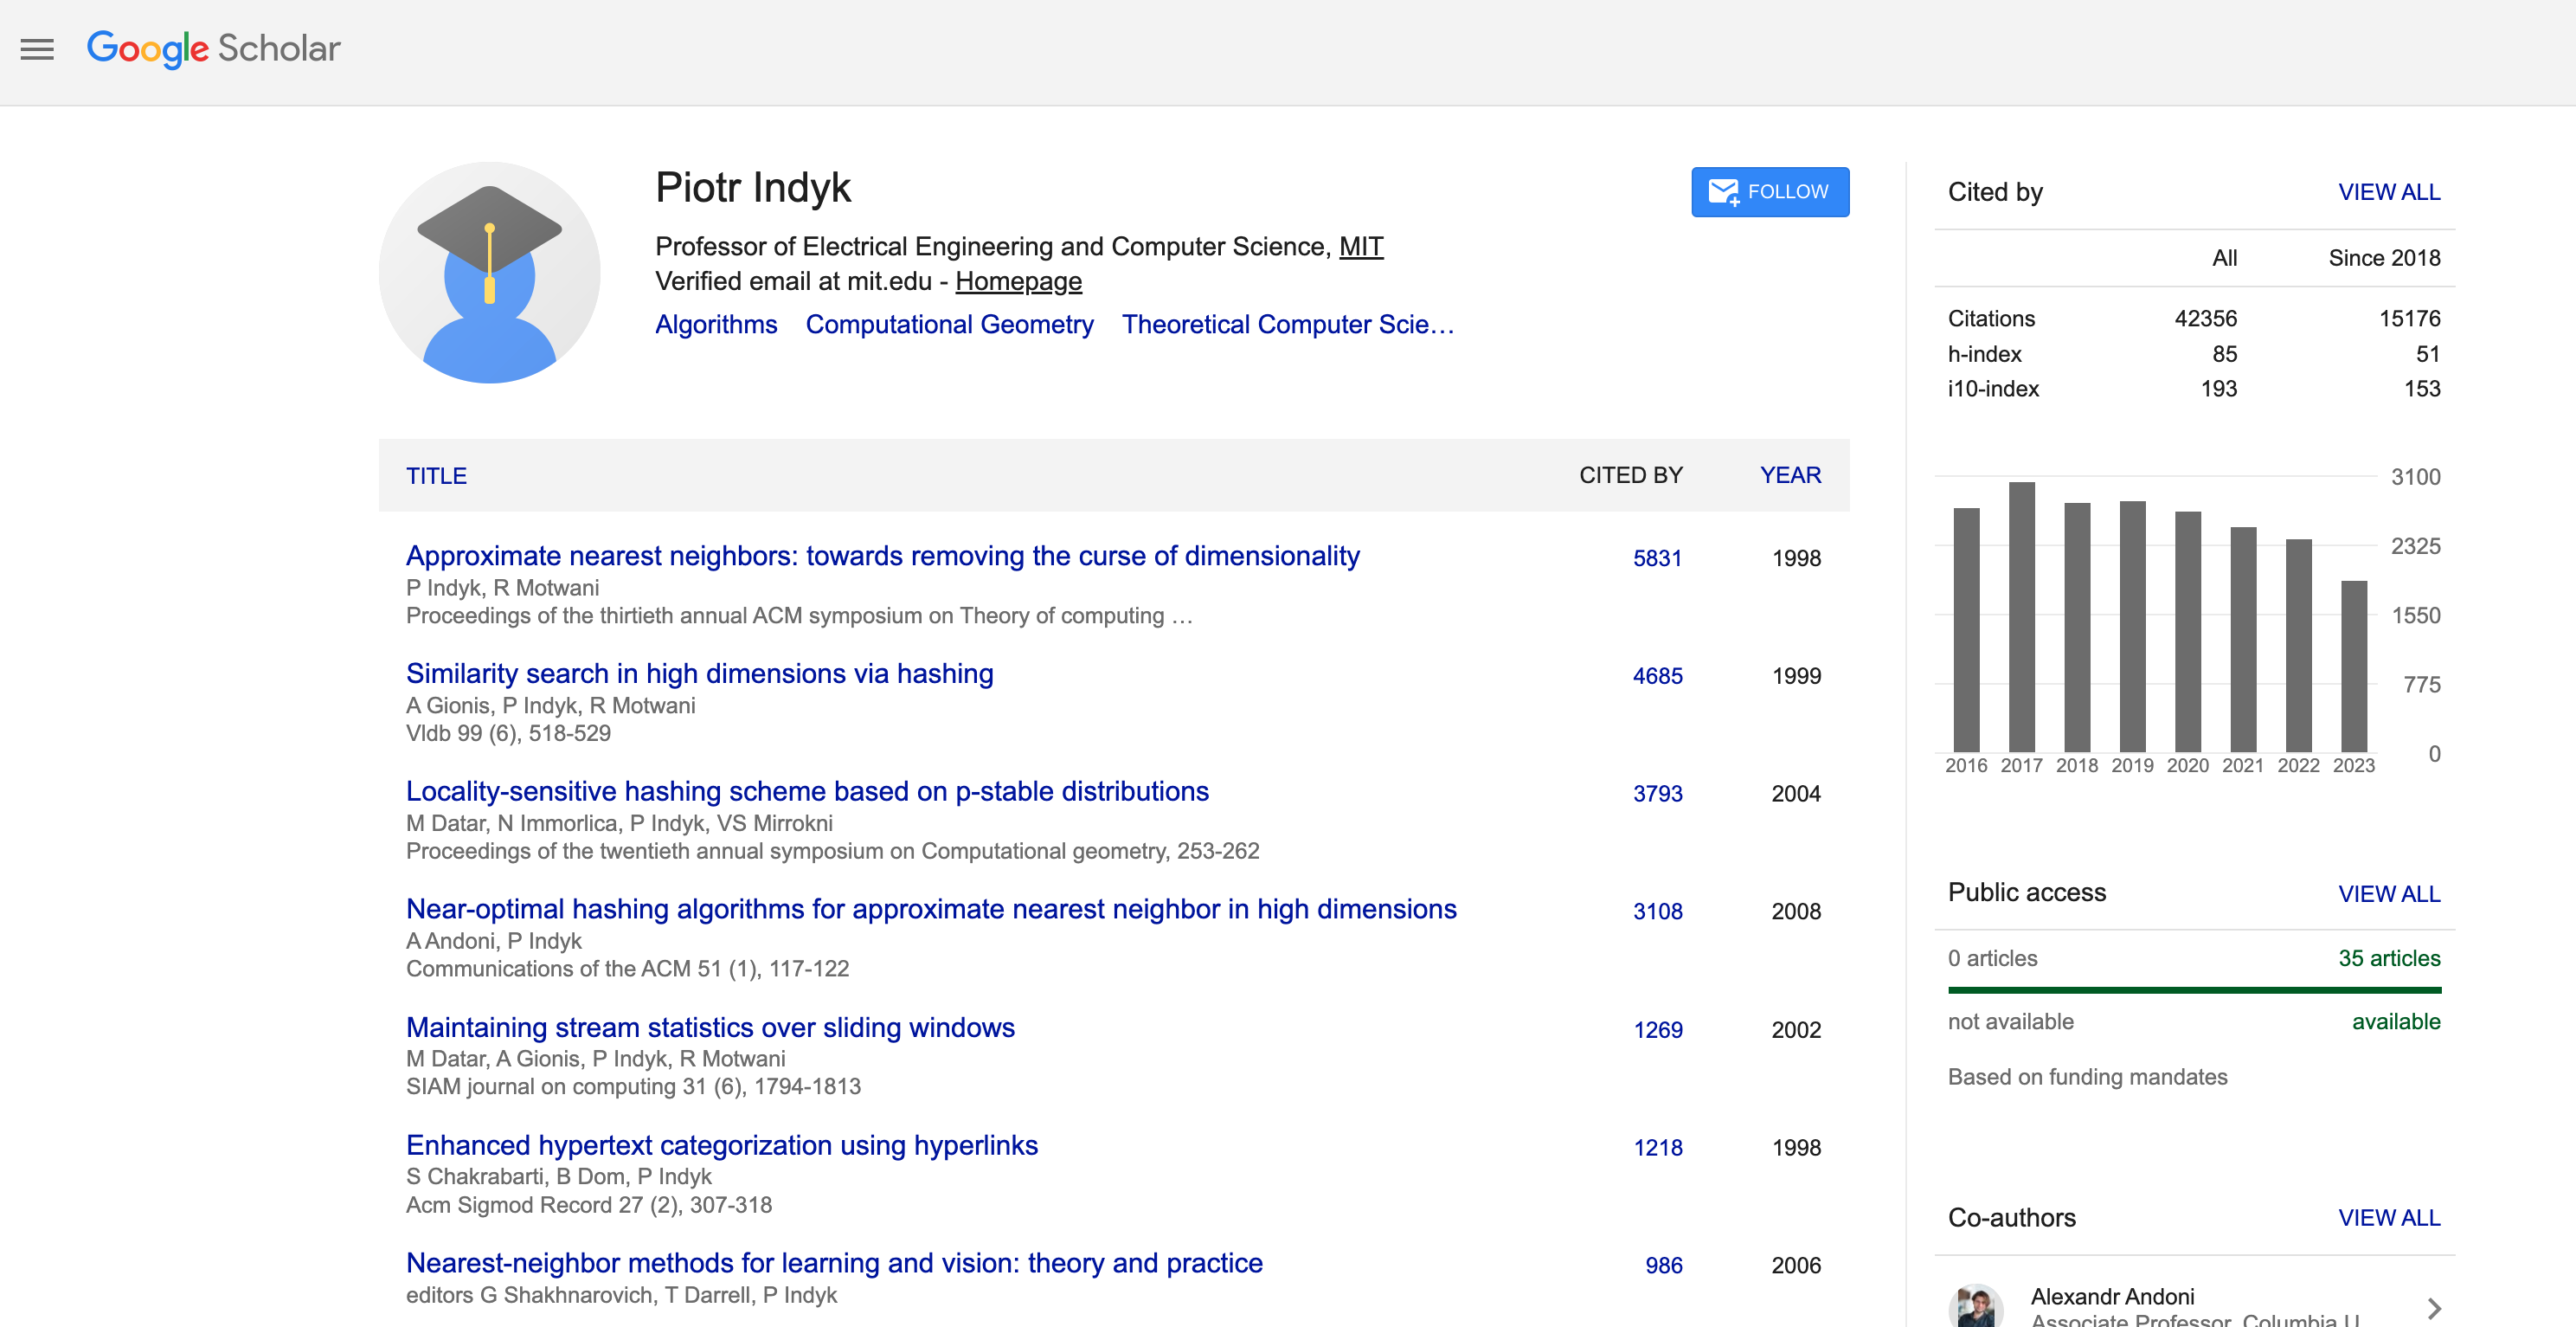 Google Scholar
Piotr Indyk
FOLLOW
Professor of Electrical Engineering and Computer Science, MIT
Verified email at mit.edu - Homepage
Algorithms Computational Geometry Theoretical Computer Scie…
TITLE CITED BY YEAR
Approximate nearest neighbors: towards removing the curse of dimensionality 5831 1998
P Indyk, R Motwani
Proceedings of the thirtieth annual ACM symposium on Theory of computing …
Similarity search in high dimensions via hashing 4685 1999
A Gionis, P Indyk, R Motwani
Vldb 99 (6), 518-529
Locality-sensitive hashing scheme based on p-stable distributions 3793 2004
M Datar, N Immorlica, P Indyk, VS Mirrokni
Proceedings of the twentieth annual symposium on Computational geometry, 253-262
Near-optimal hashing algorithms for approximate nearest neighbor in high dimensions 3108 2008
A Andoni, P Indyk
Communications of the ACM 51 (1), 117-122
Maintaining stream statistics over sliding windows 1269 2002
M Datar, A Gionis, P Indyk, R Motwani
SIAM journal on computing 31 (6), 1794-1813
Enhanced hypertext categorization using hyperlinks 1218 1998
S Chakrabarti, B Dom, P Indyk
Acm Sigmod Record 27 (2), 307-318
Nearest-neighbor methods for learning and vision: theory and practice 986 2006
editors G Shakhnarovich, T Darrell, P Indyk
Cited by VIEW ALL
All Since 2018
Citations 42356 15176
h-index 85 51
i10-index 193 153
3100
2325
1550
775
0
2016 2017 2018 2019 2020 2021 2022 2023
Public access VIEW ALL
0 articles 35 articles
not available available
Based on funding mandates
Co-authors VIEW ALL
Alexandr Andoni
Associate Professor, Columbia U…